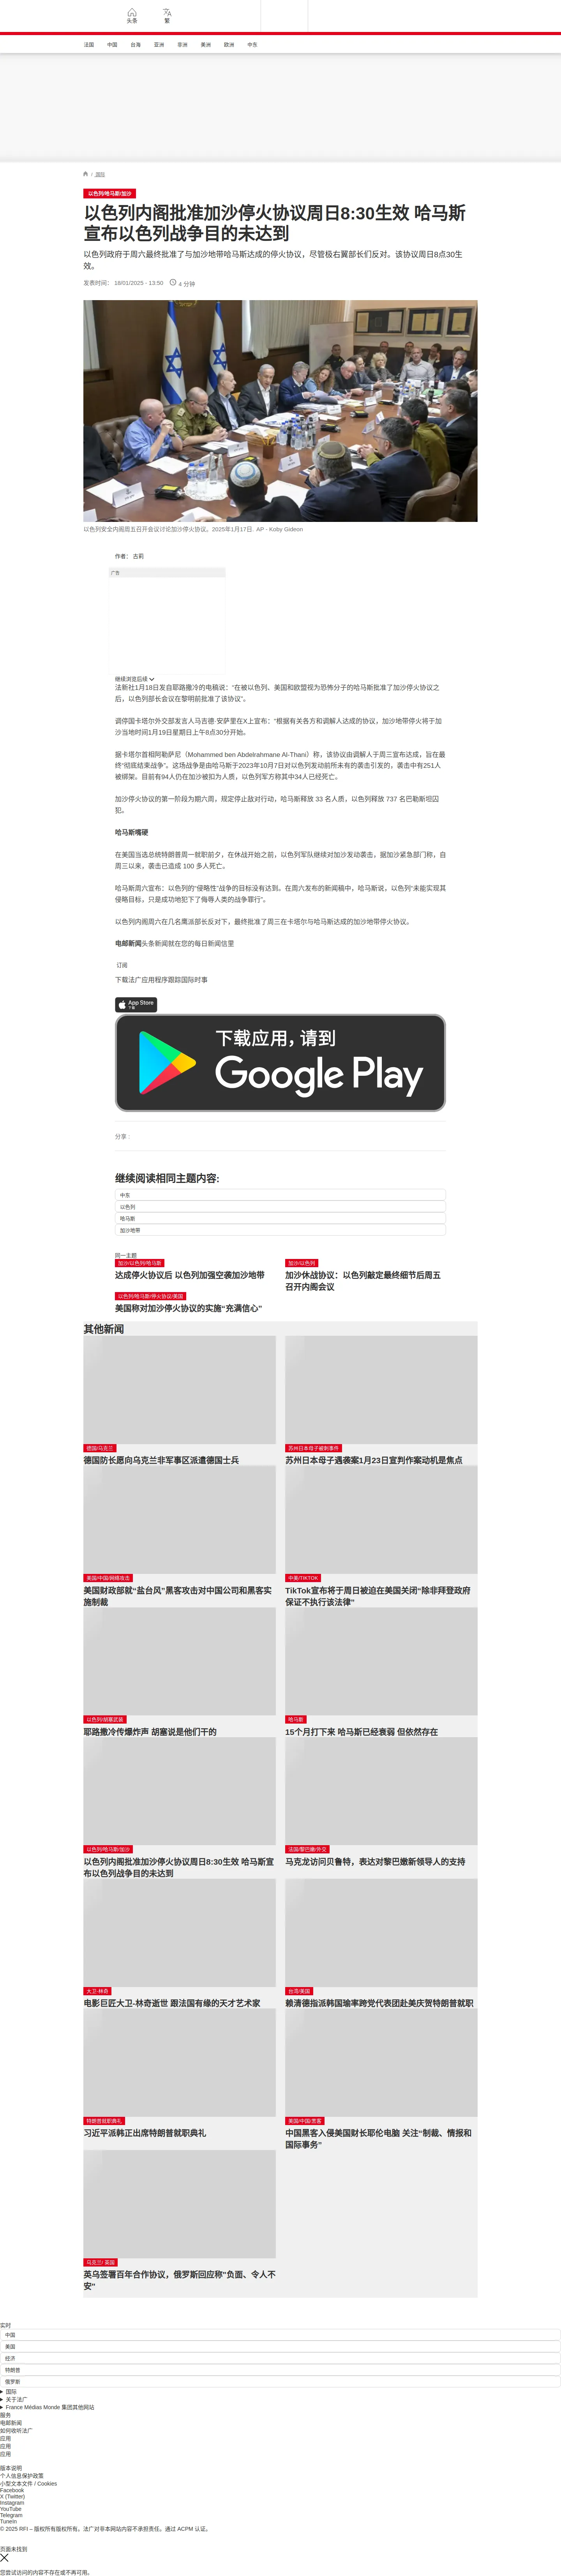 头条
繁
法国 中国 台海 亚洲 非洲 美洲 欧洲 中东
/ 国际
以色列/哈马斯/加沙
以色列内阁批准加沙停火协议周日8:30生效 哈马斯
宣布以色列战争目的未达到
以色列政府于周六最终批准了与加沙地带哈马斯达成的停火协议，尽管极右翼部长们反对。该协议周日8点30生
效。
发表时间： 18/01/2025 - 13:50 4 分钟
以色列安全内阁周五召开会议讨论加沙停火协议。2025年1月17日. AP - Koby Gideon
作者： 古莉
广告
继续浏览后续
法新社1月18日发自耶路撒冷的电稿说：“在被以色列、美国和欧盟视为恐怖分子的哈马斯批准了加沙停火协议之
后，以色列部长会议在黎明前批准了该协议”。
调停国卡塔尔外交部发言人马吉德·安萨里在X上宣布：“根据有关各方和调解人达成的协议，加沙地带停火将于加
沙当地时间1月19日星期日上午8点30分开始。
据卡塔尔首相阿勒萨尼（Mohammed ben Abdelrahmane Al-Thani）称，该协议由调解人于周三宣布达成，旨在最
终“彻底结束战争”。这场战争是由哈马斯于2023年10月7日对以色列发动前所未有的袭击引发的，袭击中有251人
被绑架。目前有94人仍在加沙被扣为人质，以色列军方称其中34人已经死亡。
加沙停火协议的第一阶段为期六周，规定停止敌对行动，哈马斯释放 33 名人质，以色列释放 737 名巴勒斯坦囚
犯。
哈马斯嘴硬
在美国当选总统特朗普周一就职前夕，在休战开始之前，以色列军队继续对加沙发动袭击，据加沙紧急部门称，自
周三以来，袭击已造成 100 多人死亡。
哈马斯周六宣布：以色列的“侵略性”战争的目标没有达到。在周六发布的新闻稿中，哈马斯说，以色列“未能实现其
侵略目标，只是成功地犯下了侮辱人类的战争罪行”。
以色列内阁周六在几名鹰派部长反对下，最终批准了周三在卡塔尔与哈马斯达成的加沙地带停火协议。
电邮新闻头条新闻就在您的每日新闻信里
订阅
下载法广应用程序跟踪国际时事
App Store
下载
下载应用，请到
Google Play
分享 :
继续阅读相同主题内容:
中东
以色列
哈马斯
加沙地带
同一主题
加沙/以色列/哈马斯
达成停火协议后 以色列加强空袭加沙地带
加沙/以色列
加沙休战协议：以色列敲定最终细节后周五
召开内阁会议
以色列/哈马斯/停火协议/美国
美国称对加沙停火协议的实施“充满信心”
其他新闻
德国/乌克兰
德国防长愿向乌克兰非军事区派遣德国士兵
苏州日本母子被刺事件
苏州日本母子遇袭案1月23日宣判作案动机是焦点
美国/中国/网络攻击
美国财政部就“盐台风”黑客攻击对中国公司和黑客实
施制裁
中美/TIKTOK
TikTok宣布将于周日被迫在美国关闭“除非拜登政府
保证不执行该法律”
以色列/胡塞武装
耶路撒冷传爆炸声 胡塞说是他们干的
哈马斯
15个月打下来 哈马斯已经衰弱 但依然存在
以色列/哈马斯/加沙
以色列内阁批准加沙停火协议周日8:30生效 哈马斯宣
布以色列战争目的未达到
法国/黎巴嫩/外交
马克龙访问贝鲁特，表达对黎巴嫩新领导人的支持
大卫-林奇
电影巨匠大卫-林奇逝世 跟法国有缘的天才艺术家
台湾/美国
赖清德指派韩国瑜率跨党代表团赴美庆贺特朗普就职
特朗普就职典礼
习近平派韩正出席特朗普就职典礼
美国/中国/黑客
中国黑客入侵美国财长耶伦电脑 关注“制裁、情报和
国际事务”
乌克兰/ 英国
英乌签署百年合作协议，俄罗斯回应称“负面、令人不
安”
实时
中国
美国
经济
特朗普
俄罗斯
国际
关于法广
France Médias Monde 集团其他网站
服务
电邮新闻
如何收听法广
应用
应用
应用
版本说明
个人信息保护政策
小型文本文件 / Cookies
Facebook
X (Twitter)
Instagram
YouTube
Telegram
TuneIn
© 2025 RFI – 版权所有版权所有。法广对非本网站内容不承担责任。通过 ACPM 认证。
页面未找到
您尝试访问的内容不存在或不再可用。